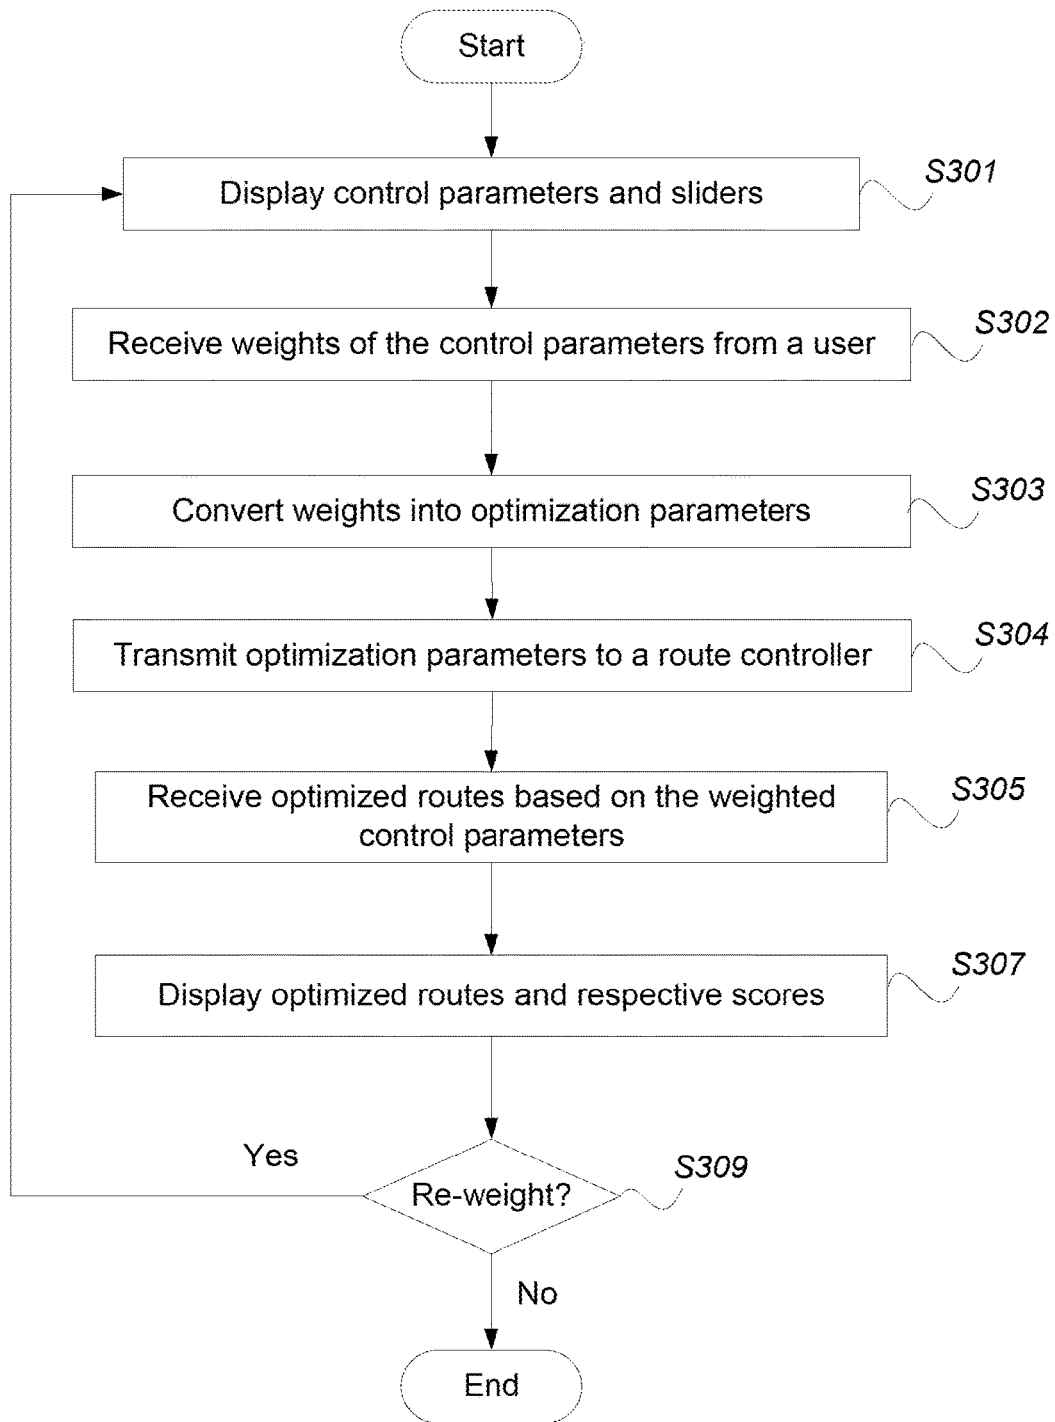 Start
Display control parameters and sliders
S301
Receive weights of the control parameters from a user
S302
Convert weights into optimization parameters
S303
Transmit optimization parameters to a route controller
S304
Receive optimized routes based on the weighted
control parameters
S305
Display optimized routes and respective scores
S307
Yes
Re-weight?
S309
No
End